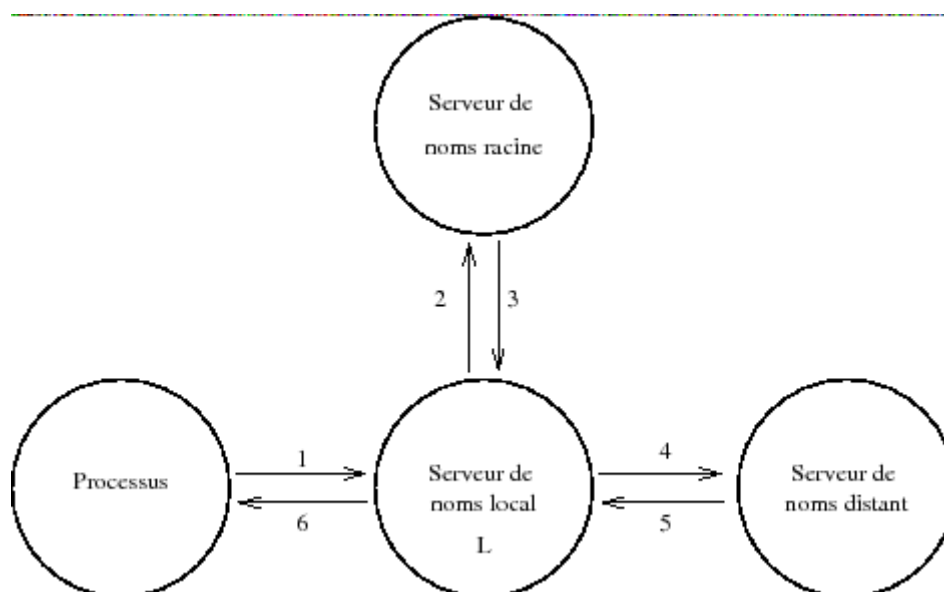 Serveur de
noms racine
2
3
1
4
Processus
Serveur de
noms local
L
Serveur de
noms distant
6
5